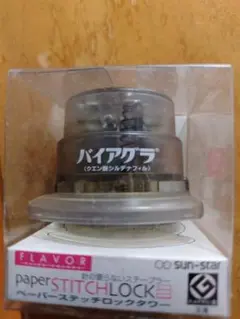 バイアグラ®
(クエン酸シルデナフィル)
FLAVOR
針の要らないステープラー
paper STITCHLOCK
sun-star
ペーパーステッチロックタワー